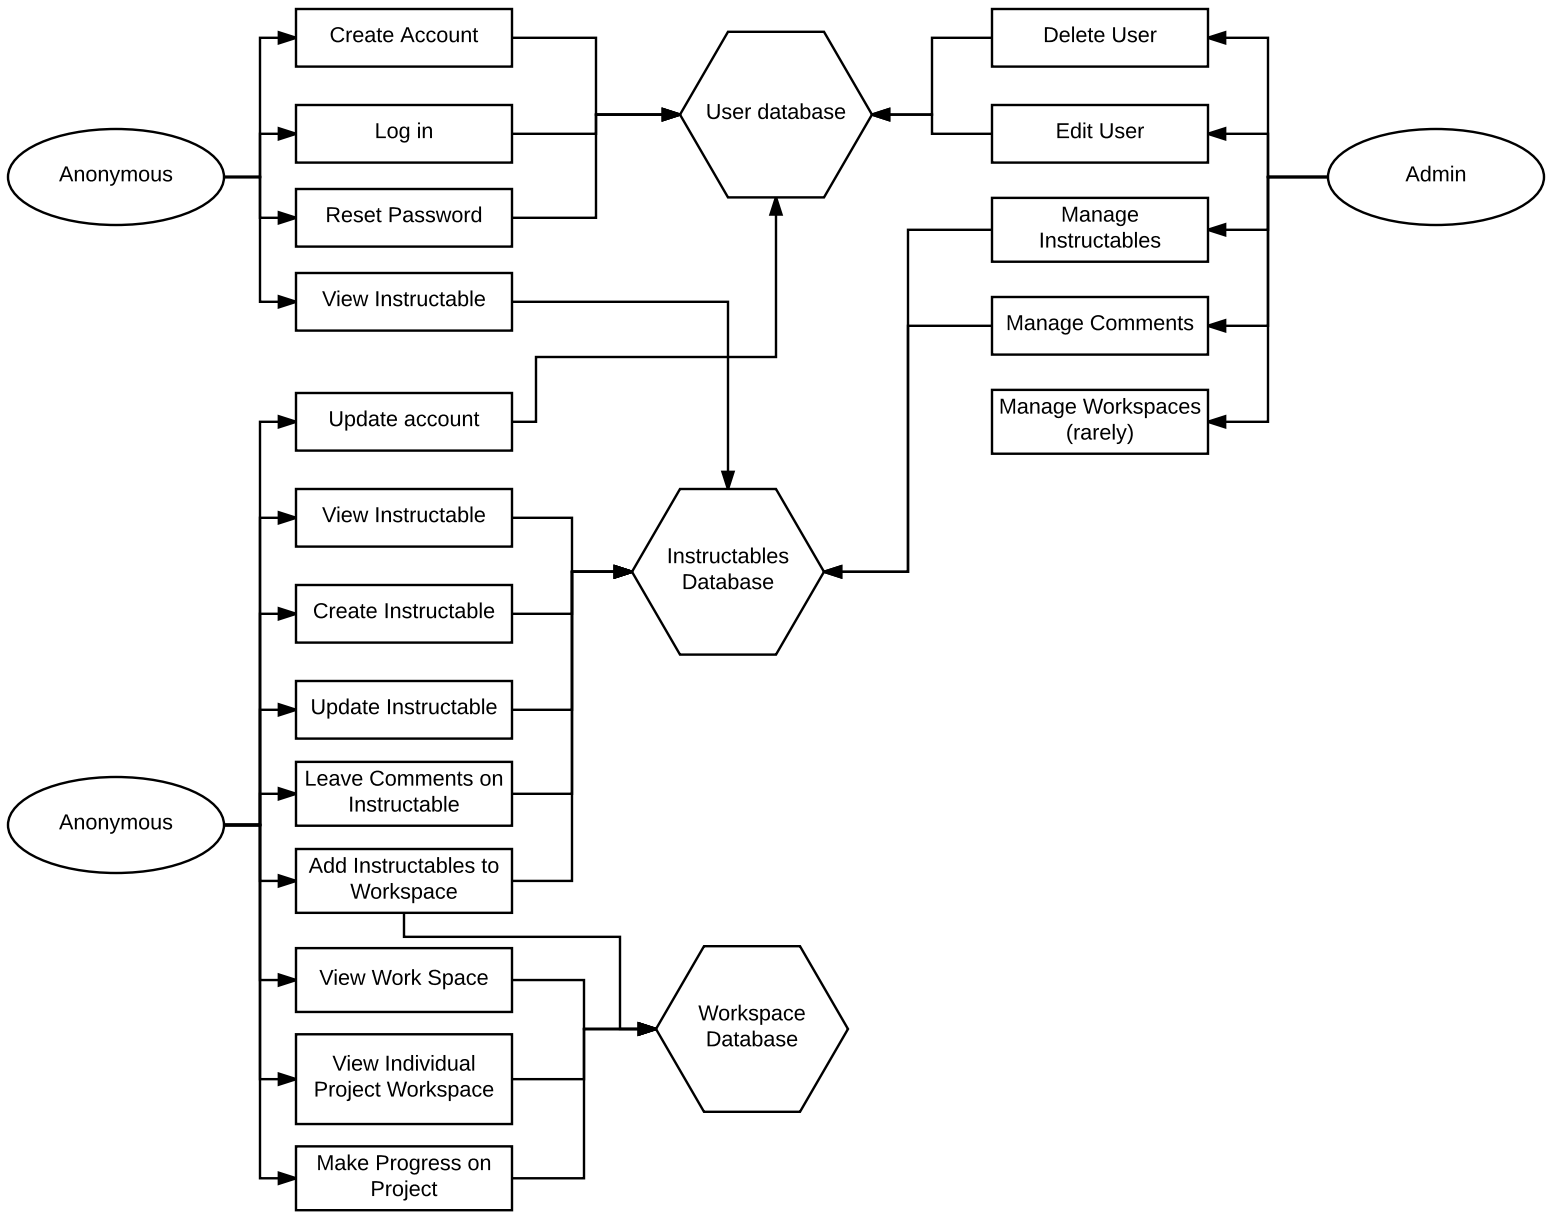 Create Account
Log in
Anonymous
Reset Password
View Instructable
User database
Delete User
Edit User
Manage
Instructables
Manage Comments
Manage Workspaces
(rarely)
Admin
Update account
View Instructable
Create Instructable
Update Instructable
Leave Comments on
Instructable
Anonymous
Add Instructables to
Workspace
View Work Space
View Individual
Project Workspace
Make Progress on
Project
Instructables
Database
Workspace
Database